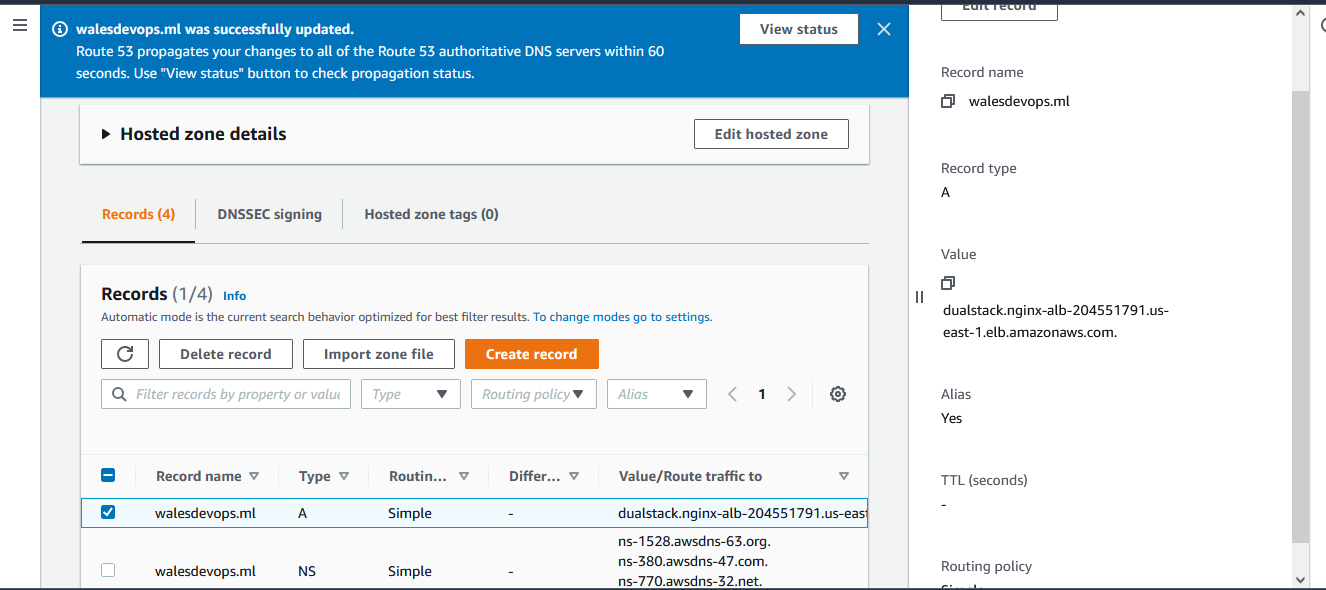 walesdevops.ml was successfully updated.
Route 53 propagates your changes to all of the Route 53 authoritative DNS servers within 60
seconds. Use "View status" button to check propagation status.
View status
Hosted zone details
Edit hosted zone
Records (4)
DNSSEC signing
Hosted zone tags (0)
Records (1/4) Info
Automatic mode is the current search behavior optimized for best filter results. To change modes go to settings.
Delete record
Import zone file
Create record
Filter records by property or value
Type
Routing policy
Alias
1
Record name
Type
Routin...
Differ...
Value/Route traffic to
walesdevops.ml
A
Simple
-
dualstack.nginx-alb-204551791.us-east
walesdevops.ml
NS
Simple
-
ns-1528.awsdns-63.org.
ns-380.awsdns-47.com.
ns-770.awsdns-32.net.
Edit record
Record name
walesdevops.ml
Record type
A
Value
dualstack.nginx-alb-204551791.us-
east-1.elb.amazonaws.com.
Alias
Yes
TTL (seconds)
-
Routing policy
Simple